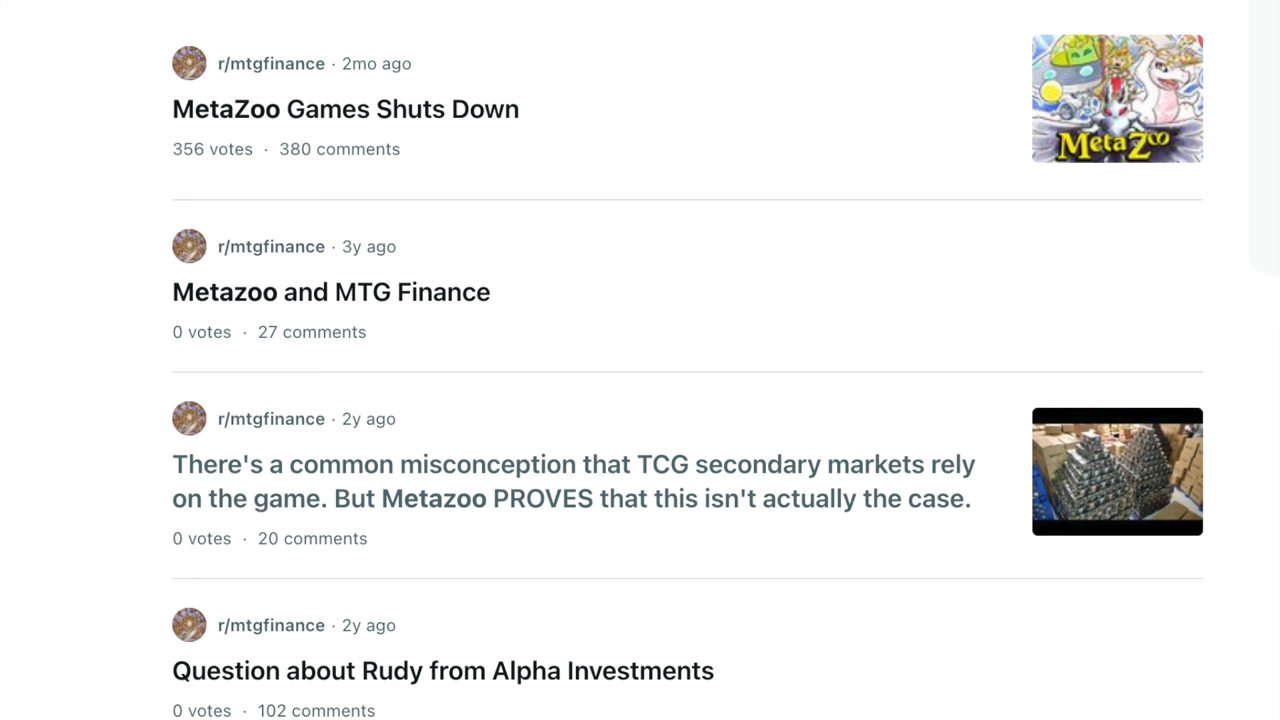 r/mtgfinance · 2mo ago
MetaZoo Games Shuts Down
356 votes · 380 comments
MetaZoo
r/mtgfinance · 3y ago
Metazoo and MTG Finance
0 votes · 27 comments
r/mtgfinance · 2y ago
There's a common misconception that TCG secondary markets rely
on the game. But Metazoo PROVES that this isn't actually the case.
0 votes · 20 comments
r/mtgfinance · 2y ago
Question about Rudy from Alpha Investments
0 votes · 102 comments